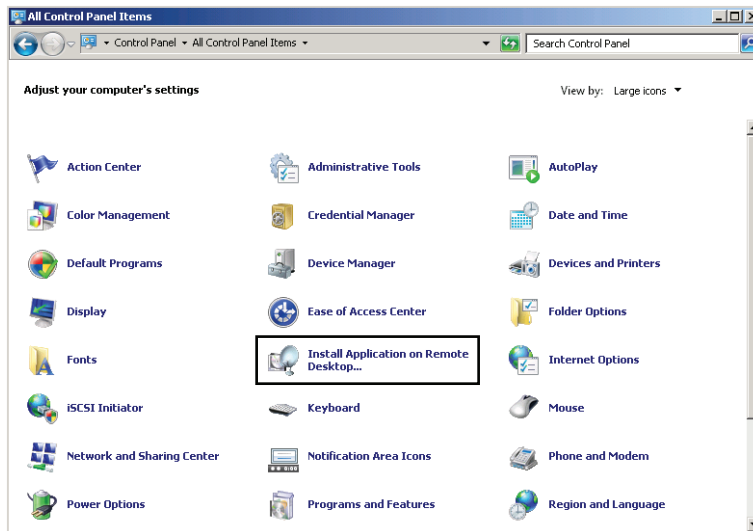 All Control Panel Items
Control Panel All Control Panel Items
Search Control Panel
Adjust your computer's settings
View by: Large icons
Action Center
Administrative Tools
AutoPlay
Color Management
Credential Manager
Date and Time
Default Programs
Device Manager
Devices and Printers
Display
Ease of Access Center
Folder Options
Fonts
Install Application on Remote
Desktop...
Internet Options
iSCSI Initiator
Keyboard
Mouse
Network and Sharing Center
Notification Area Icons
Phone and Modem
Power Options
Programs and Features
Region and Language